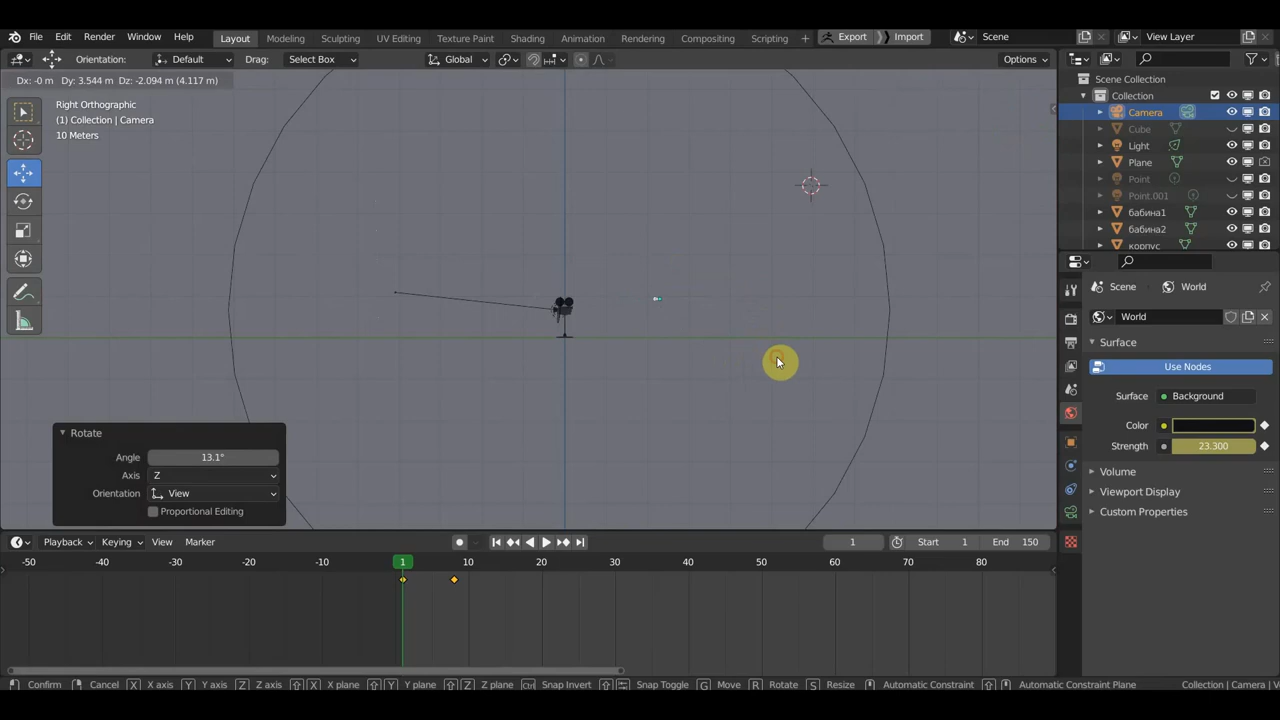 File Edit Render Window Help Layout Modeling Sculpting UV Editing Texture Paint Shading Animation Rendering Compositing Scripting + Export Import Scene View Layer
Orientation: Default Drag: Select Box Global Options
Dx: -0 m Dy: 3.544 m Dz: -2.094 m (4.117 m)
Right Orthographic
(1) Collection | Camera
10 Meters
Scene Collection
Collection
Camera
Cube
Light
Plane
Point
Point.001
бабина1
бабина2
корпус
Scene World
World
Surface
Use Nodes
Surface Background
Color
Strength 23.300
Volume
Viewport Display
Custom Properties
Rotate
Angle 13.1°
Axis Z
Orientation View
Proportional Editing
Playback Keying View Marker 1 Start 1 End 150
-50 -40 -30 -20 -10 1 10 20 30 40 50 60 70 80
Confirm Cancel X X axis Y Y axis Z Z axis X X plane Y Y plane Z Z plane Ctrl Snap Invert Snap Toggle G Move R Rotate S Resize Automatic Constraint Automatic Constraint Plane Collection | Camera